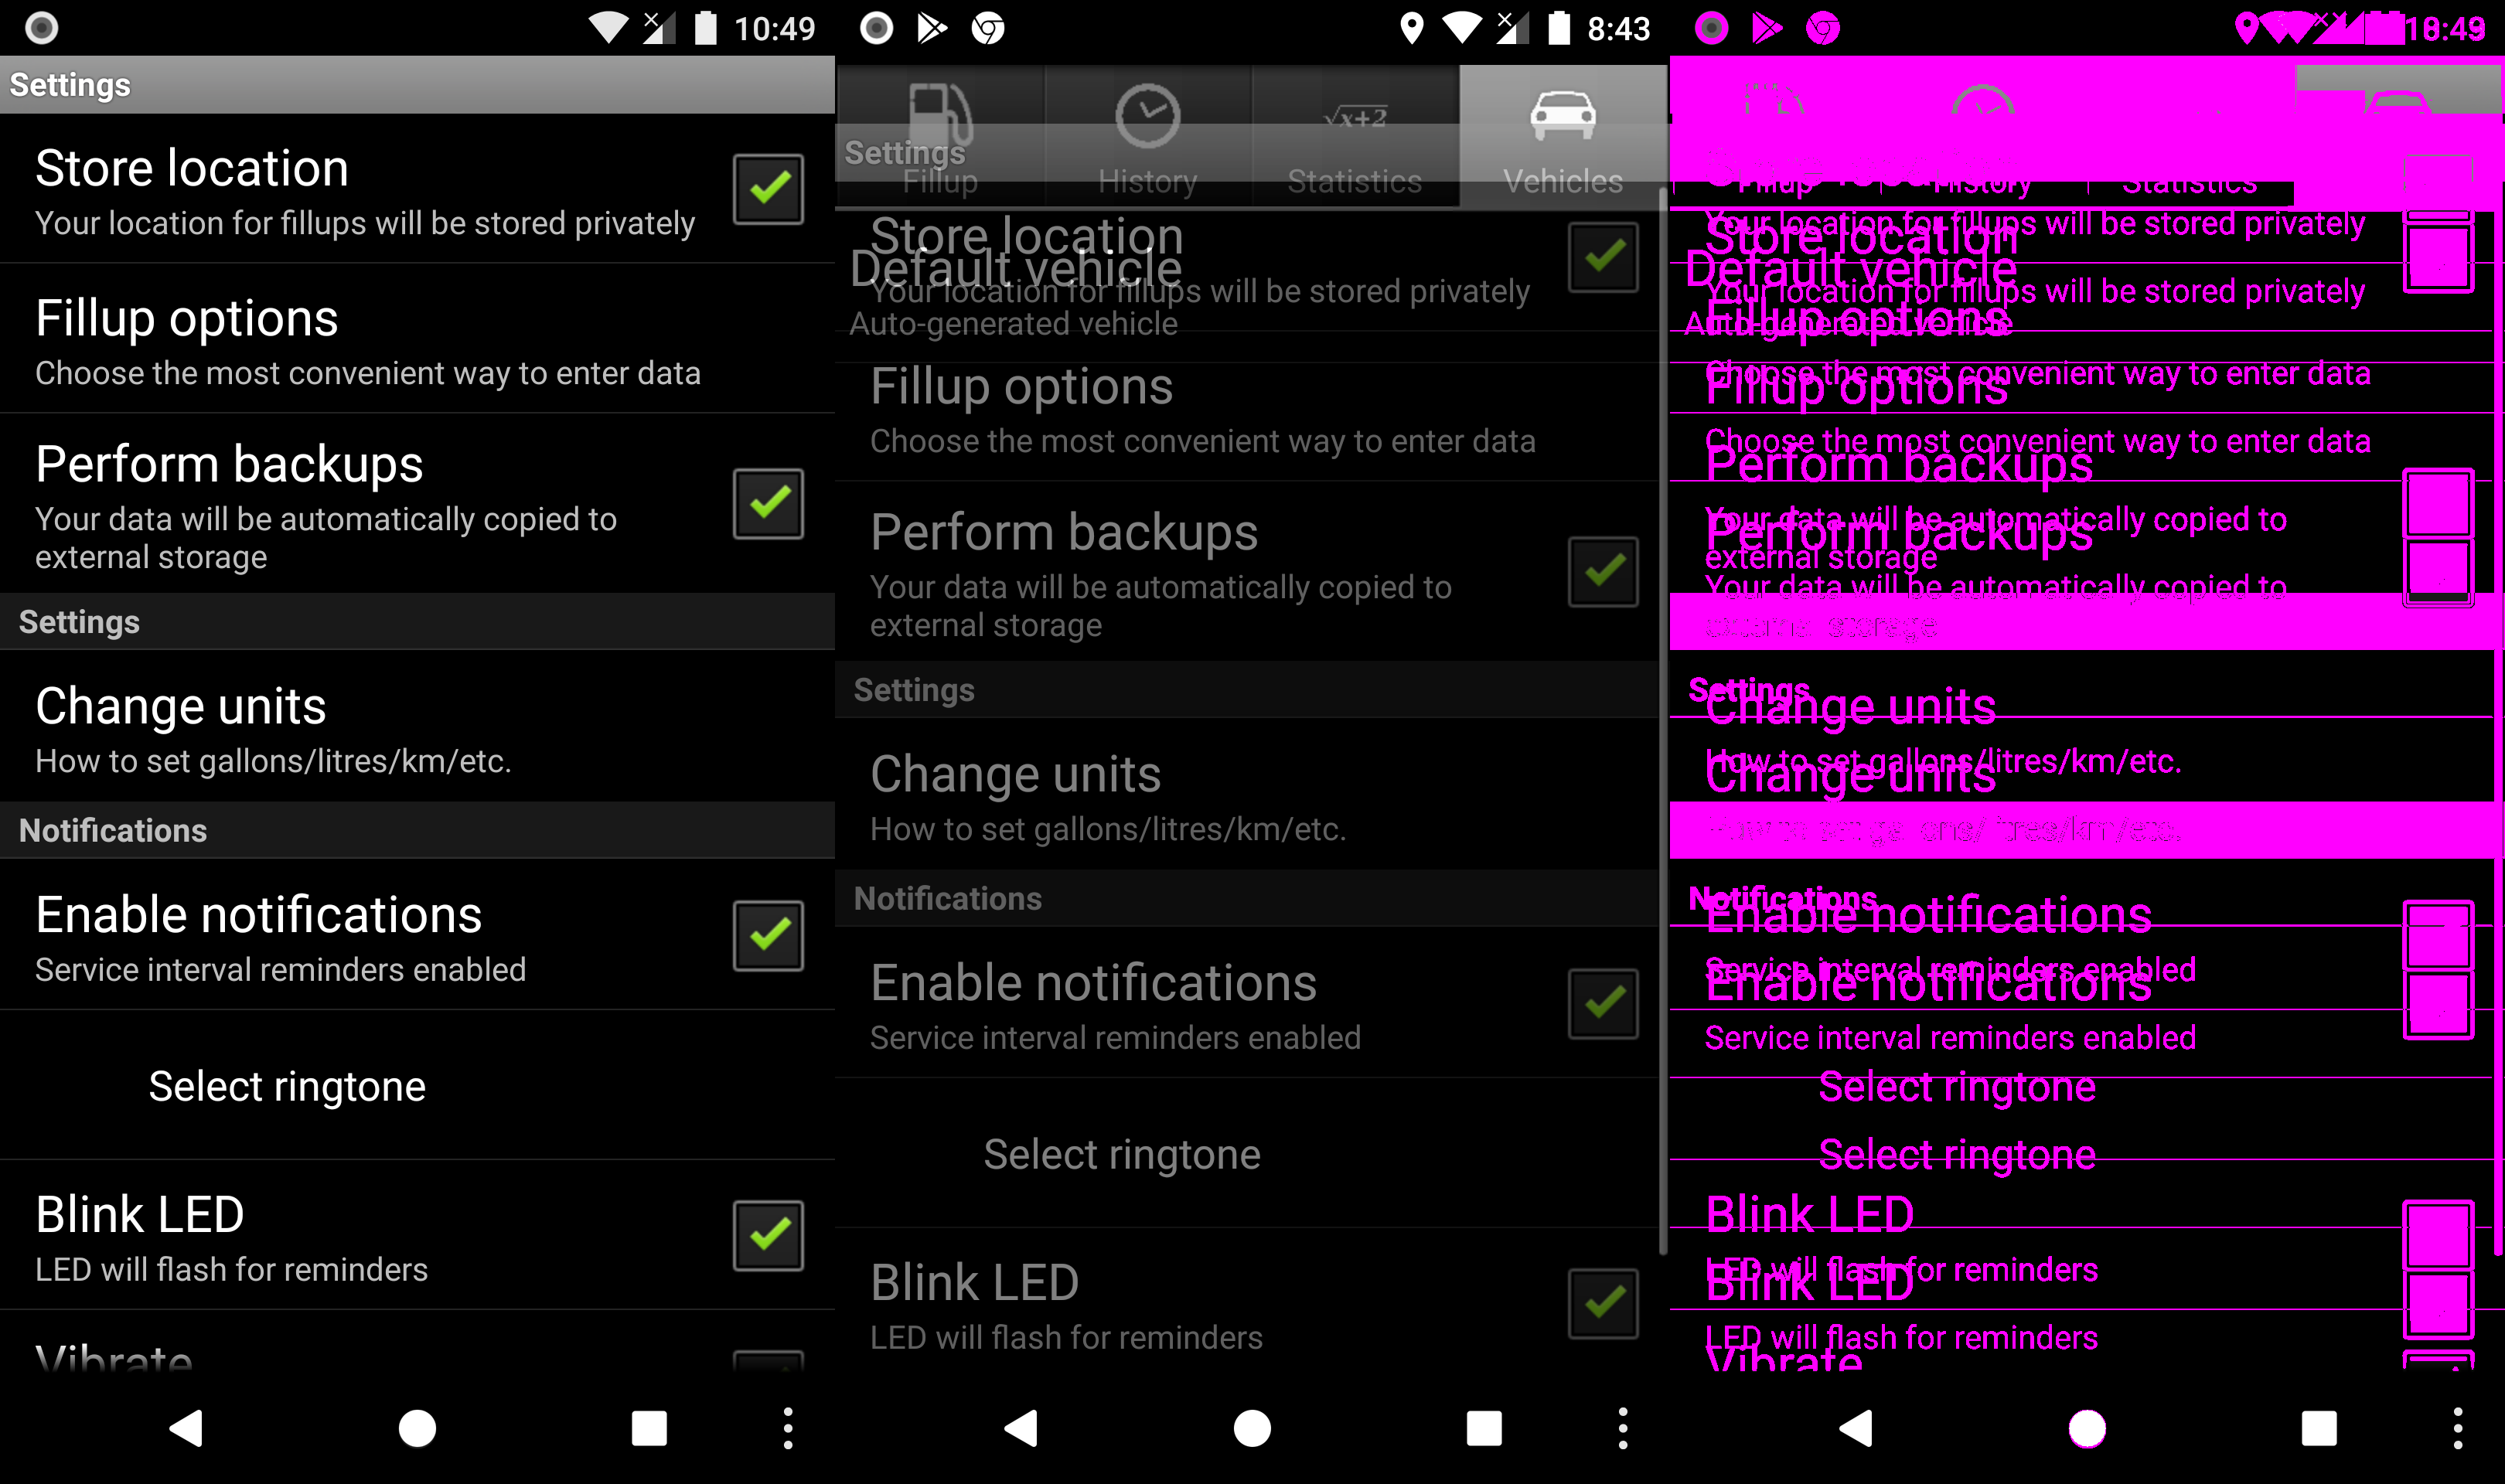 10:49
Settings
Store location
Your location for fillups will be stored privately
Fillup options
Choose the most convenient way to enter data
Perform backups
Your data will be automatically copied to
external storage
Settings
Change units
How to set gallons/litres/km/etc.
Notifications
Enable notifications
Service interval reminders enabled
Select ringtone
Blink LED
LED will flash for reminders
Vibrate
8:43
√x+2
Settings
Fillup History Statistics Vehicles
Store location
Default vehicle
Your location for fillups will be stored privately
Auto-generated vehicle
Fillup options
Choose the most convenient way to enter data
Perform backups
Your data will be automatically copied to
external storage
Settings
Change units
How to set gallons/litres/km/etc.
Notifications
Enable notifications
Service interval reminders enabled
Select ringtone
Blink LED
LED will flash for reminders
Fillup History Statistics
Your location for fillups will be stored privately
Store location
Default vehicle
Your location for fillups will be stored privately
Fillup options
Auto-generated vehicle
Choose the most convenient way to enter data
Fillup options
Choose the most convenient way to enter data
Perform backups
Your data will be automatically copied to
Perform backups
external storage
Your data will be automatically copied to
external storage
Settings
Change units
How to set gallons/litres/km/etc.
Change units
How to set gallons/litres/km/etc.
Notifications
Enable notifications
Service interval reminders enabled
Enable notifications
Service interval reminders enabled
Select ringtone
Select ringtone
Blink LED
LED will flash for reminders
Blink LED
LED will flash for reminders
Vibrate